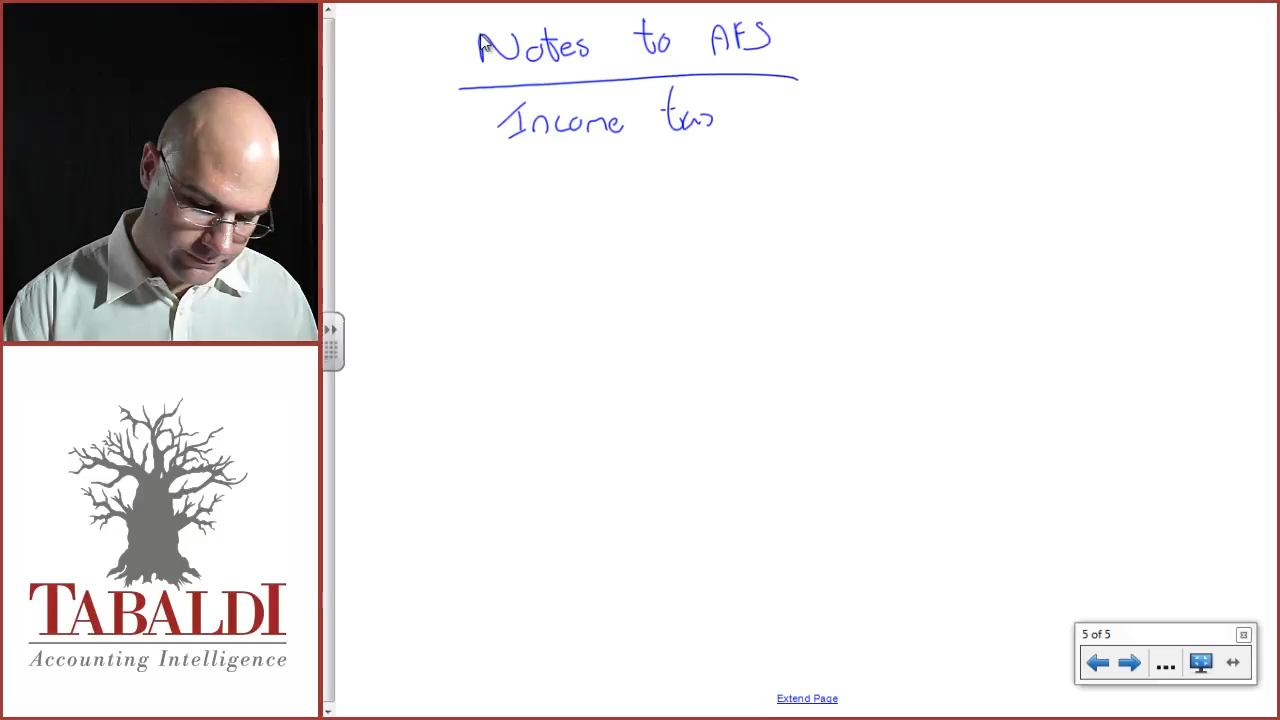 Notes to AFS
Income tax
TABALDI
Accounting Intelligence
5 of 5
...
Extend Page